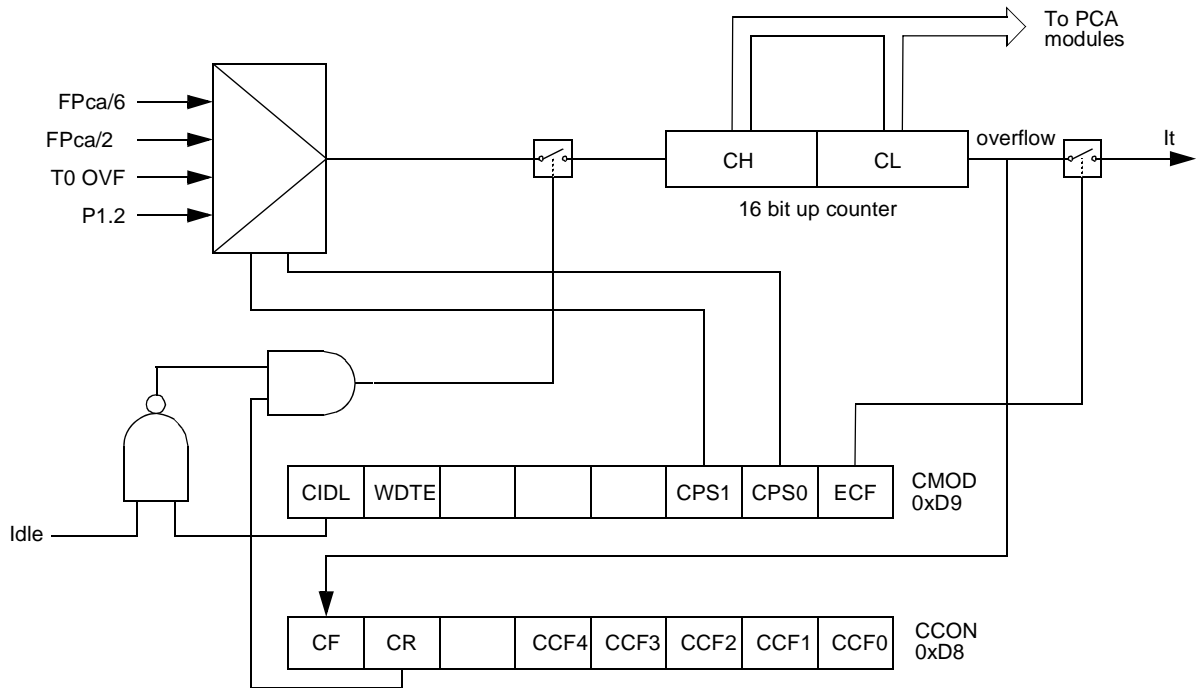 To PCA
modules
FPca/6
FPca/2
T0 OVF
P1.2
CH
CL
overflow
It
16 bit up counter
CIDL
WDTE
CPS1
CPS0
ECF
CMOD
0xD9
Idle
CF
CR
CCF4
CCF3
CCF2
CCF1
CCF0
CCON
0xD8